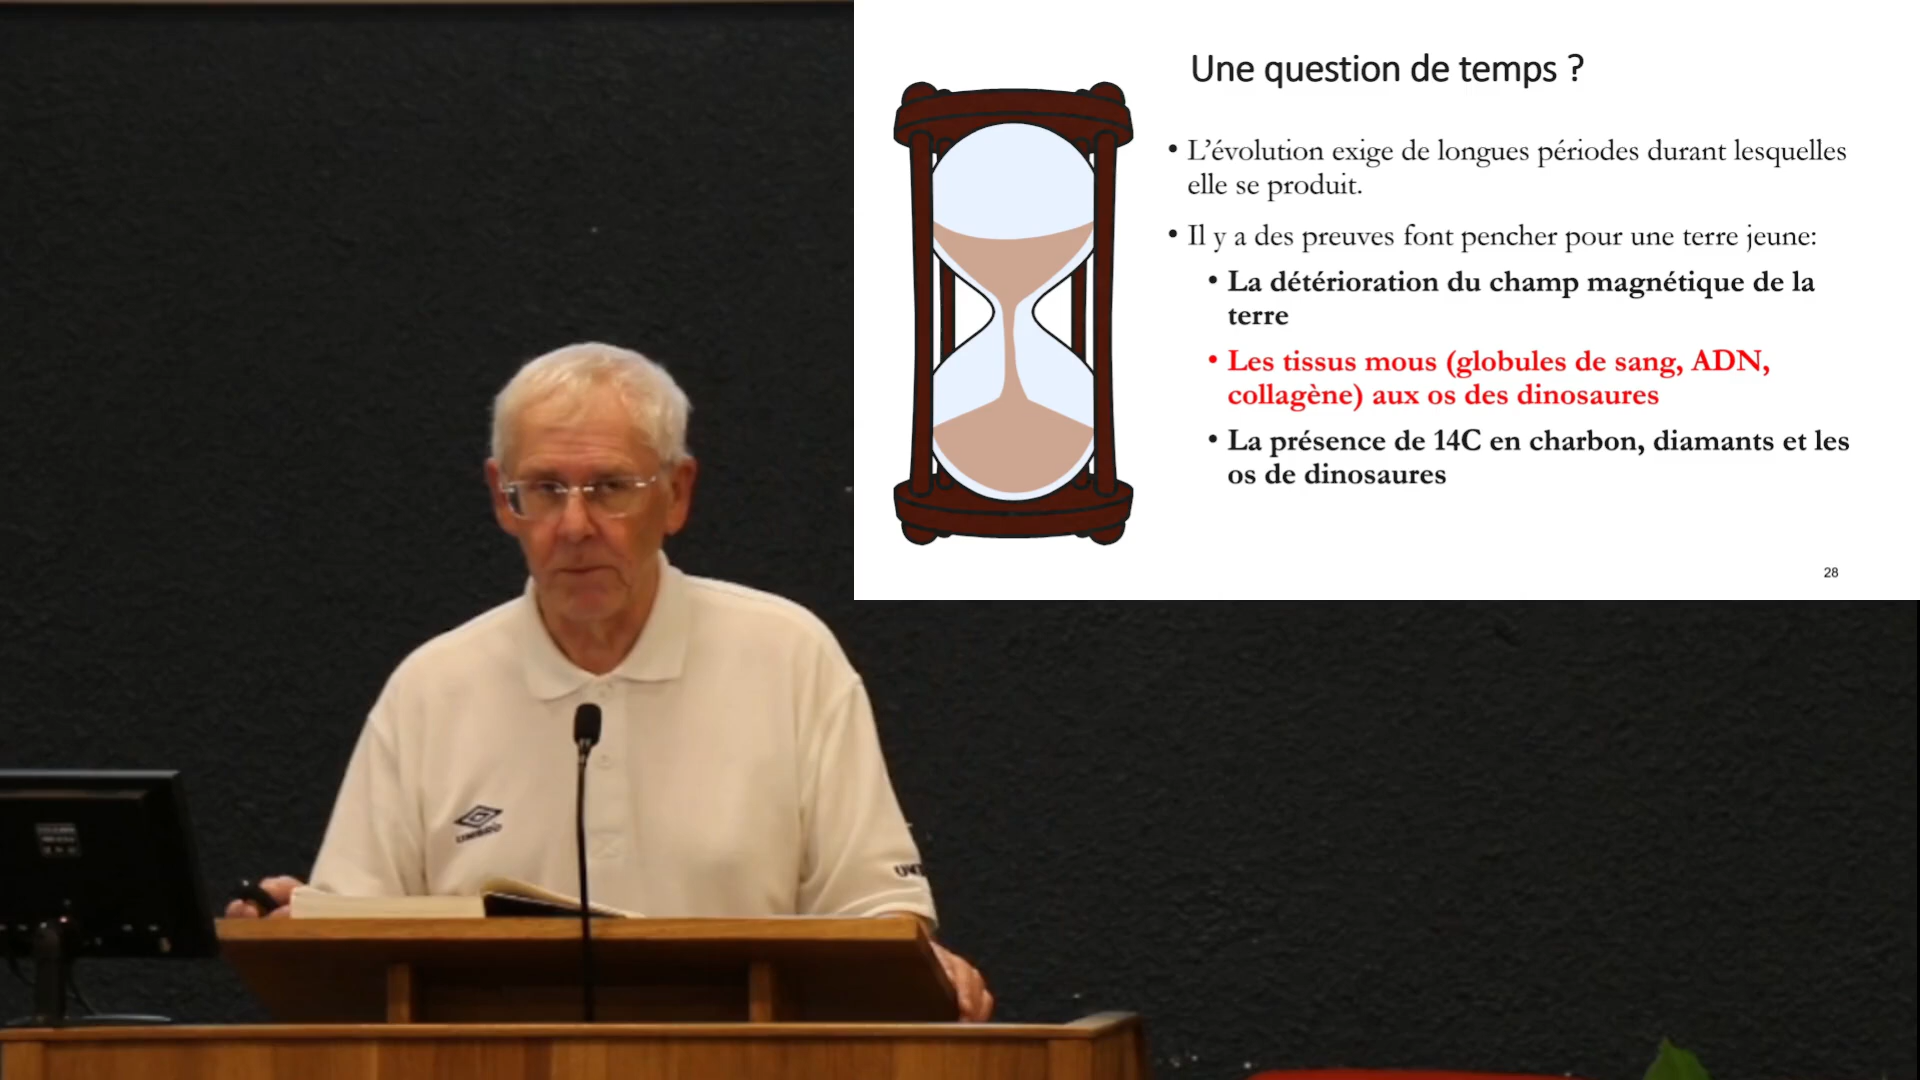 Une question de temps ?
• L’évolution exige de longues périodes durant lesquelles
elle se produit.
• Il y a des preuves font pencher pour une terre jeune:
• La détérioration du champ magnétique de la
terre
• Les tissus mous (globules de sang, ADN,
collagène) aux os des dinosaures
• La présence de 14C en charbon, diamants et les
os de dinosaures
28
UMBRO